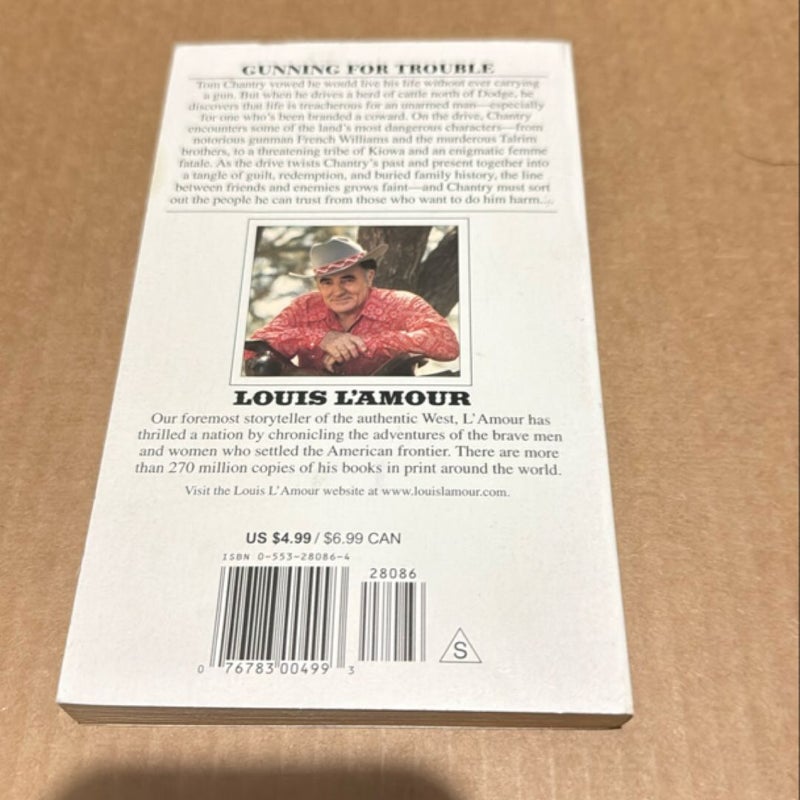 GUNNING FOR TROUBLE
Tom Chantry vowed he would live his life without ever carrying
a gun. But when he drives a herd of cattle north of Dodge, he
discovers that life is treacherous for an unarmed man—especially
for one who's been branded a coward. On the drive, Chantry
encounters some of the land's most dangerous characters—from
notorious gunman French Williams and the murderous Talrim
brothers, to a threatening tribe of Kiowa and an enigmatic femme
fatale. As the drive twists Chantry's past and present together into
a tangle of guilt, redemption, and buried family history, the line
between friends and enemies grows faint—and Chantry must sort
out the people he can trust from those who want to do him harm....
LOUIS L'AMOUR
Our foremost storyteller of the authentic West, L'Amour has
thrilled a nation by chronicling the adventures of the brave men
and women who settled the American frontier. There are more
than 270 million copies of his books in print around the world.
Visit the Louis L'Amour website at www.louislamour.com.
US $4.99 / $6.99 CAN
ISBN 0-553-28086-4
28086
0 76783 00499 3
S